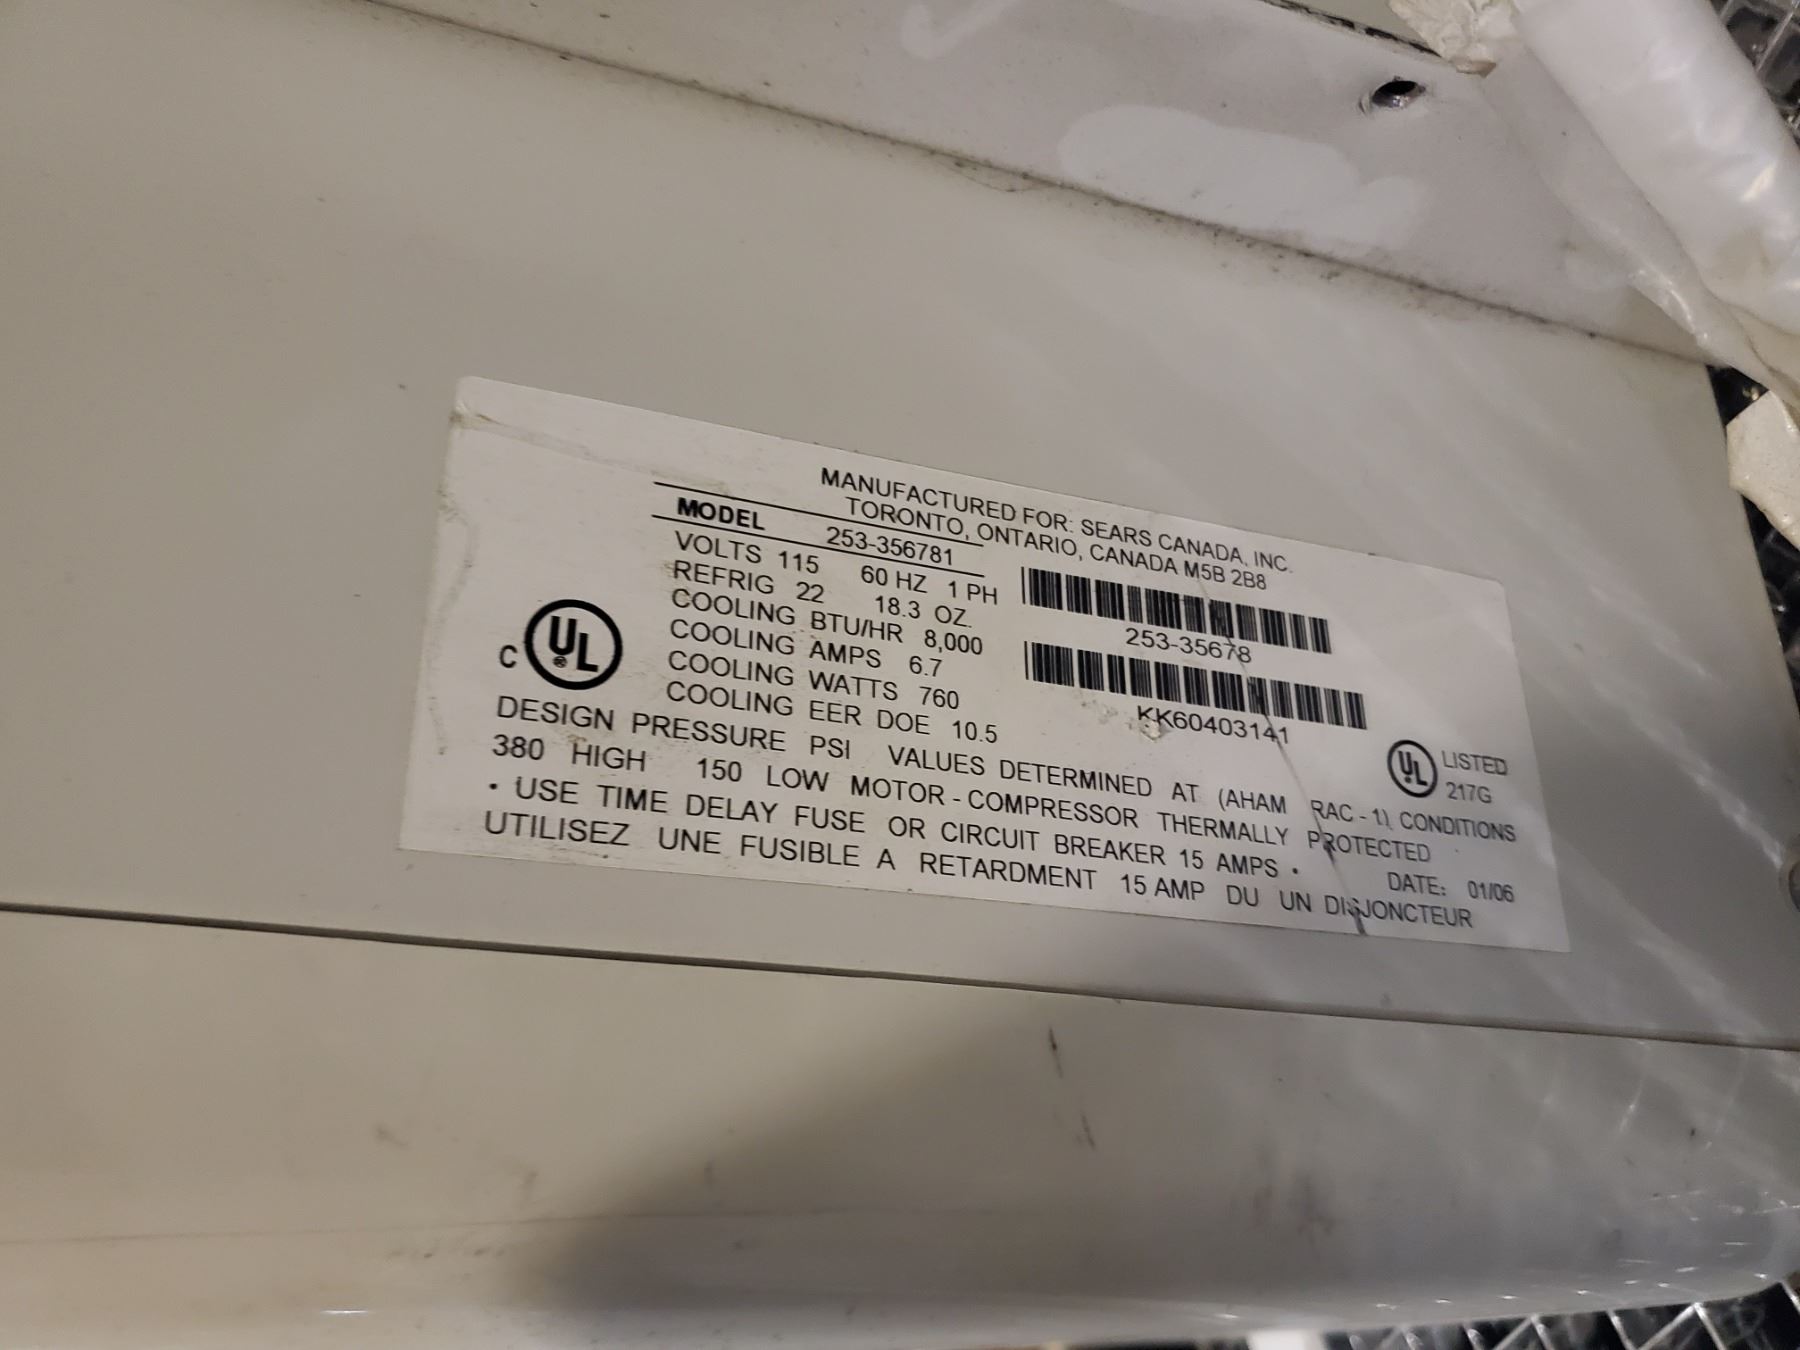 MANUFACTURED FOR: SEARS CANADA, INC.
TORONTO, ONTARIO, CANADA M5B 2B8
MODEL 253-356781
VOLTS 115 60 HZ 1 PH
REFRIG 22 18.3 OZ.
COOLING BTU/HR 8,000
COOLING AMPS 6.7
COOLING WATTS 760
COOLING EER DOE 10.5
253-35678
KK60403141
C UL ®
UL LISTED
217G
DESIGN PRESSURE PSI VALUES DETERMINED AT (AHAM RAC - 1) CONDITIONS
380 HIGH 150 LOW MOTOR - COMPRESSOR THERMALLY PROTECTED
• USE TIME DELAY FUSE OR CIRCUIT BREAKER 15 AMPS • DATE: 01/06
UTILISEZ UNE FUSIBLE A RETARDMENT 15 AMP DU UN DISJONCTEUR